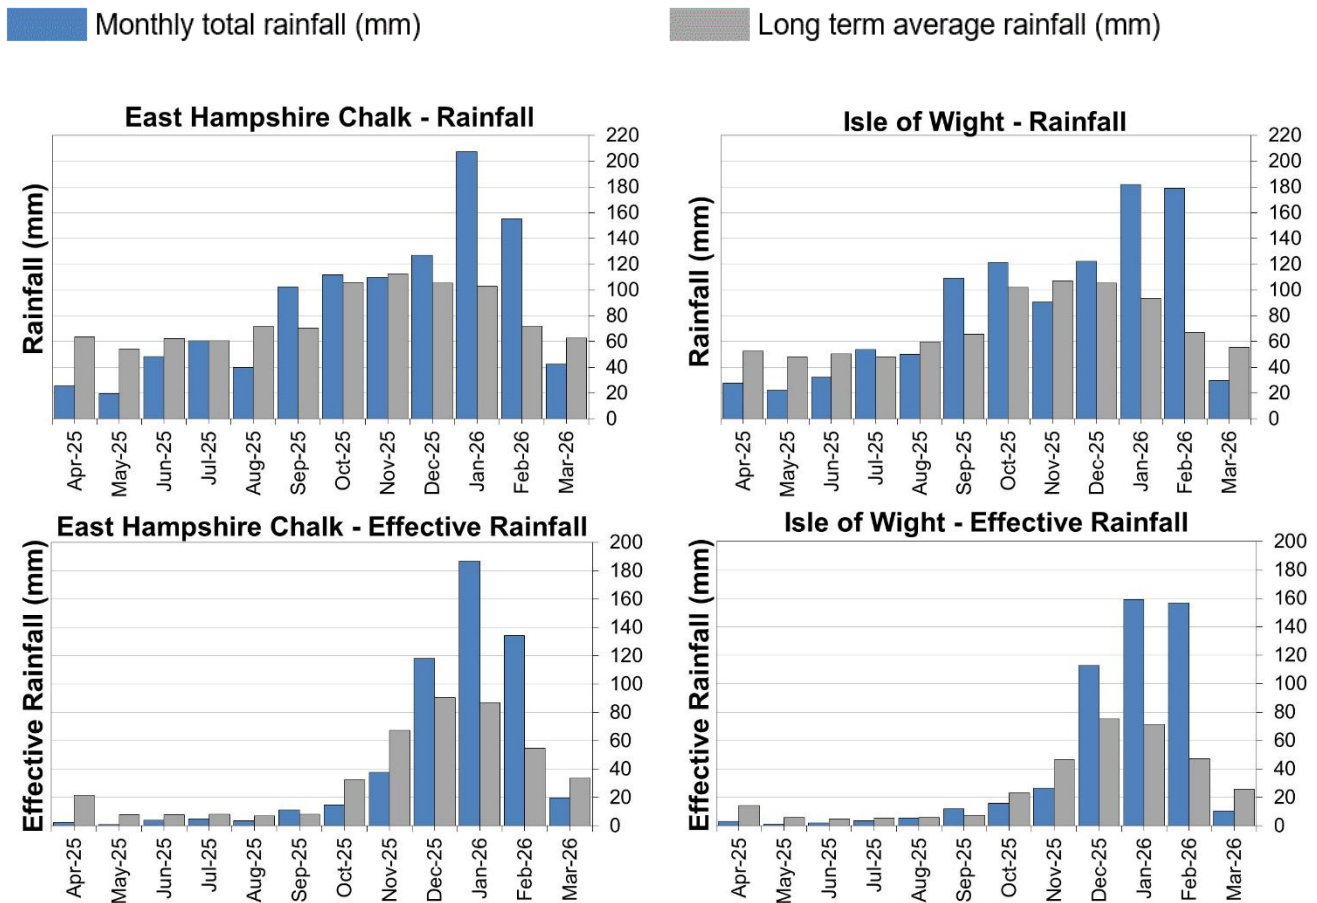 Monthly total rainfall (mm)
Long term average rainfall (mm)
East Hampshire Chalk - Rainfall
Rainfall (mm)
220
200
180
160
140
120
100
80
60
40
20
0
Apr-25
May-25
Jun-25
Jul-25
Aug-25
Sep-25
Oct-25
Nov-25
Dec-25
Jan-26
Feb-26
Mar-26
Isle of Wight - Rainfall
Rainfall (mm)
220
200
180
160
140
120
100
80
60
40
20
0
Apr-25
May-25
Jun-25
Jul-25
Aug-25
Sep-25
Oct-25
Nov-25
Dec-25
Jan-26
Feb-26
Mar-26
East Hampshire Chalk - Effective Rainfall
Effective Rainfall (mm)
200
180
160
140
120
100
80
60
40
20
0
Apr-25
May-25
Jun-25
Jul-25
Aug-25
Sep-25
Oct-25
Nov-25
Dec-25
Jan-26
Feb-26
Mar-26
Isle of Wight - Effective Rainfall
Effective Rainfall (mm)
200
180
160
140
120
100
80
60
40
20
0
Apr-25
May-25
Jun-25
Jul-25
Aug-25
Sep-25
Oct-25
Nov-25
Dec-25
Jan-26
Feb-26
Mar-26